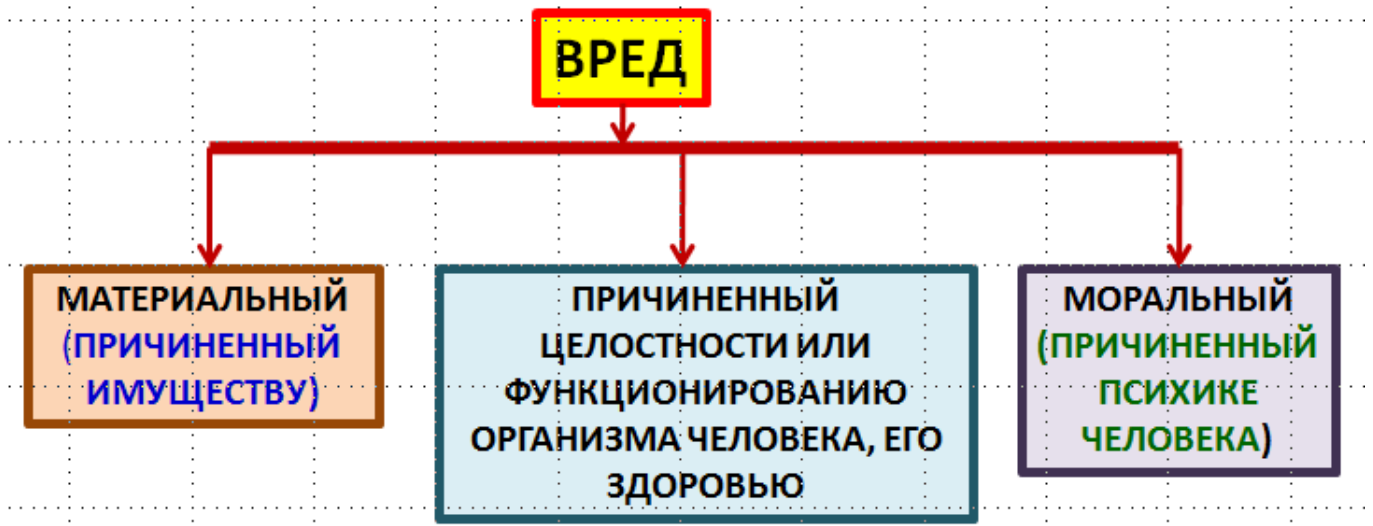 ВРЕД
МАТЕРИАЛЬНЫЙ
(ПРИЧИНЕННЫЙ
ИМУЩЕСТВУ)
ПРИЧИНЕННЫЙ
ЦЕЛОСТНОСТИ ИЛИ
ФУНКЦИОНИРОВАНИЮ
ОРГАНИЗМА ЧЕЛОВЕКА, ЕГО
ЗДОРОВЬЮ
МОРАЛЬНЫЙ
(ПРИЧИНЕННЫЙ
ПСИХИКЕ
ЧЕЛОВЕКА)